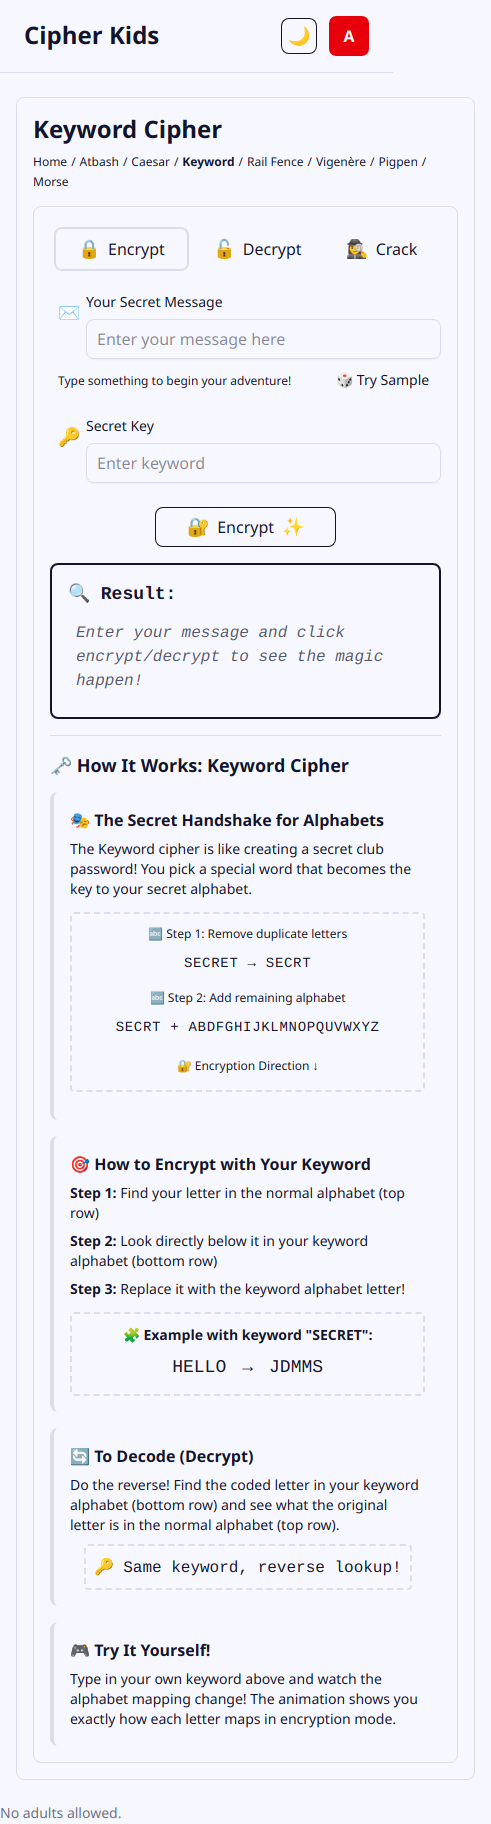 Cipher Kids
A
Keyword Cipher
Home / Atbash / Caesar / Keyword / Rail Fence / Vigenère / Pigpen /
Morse
🔒 Encrypt 🔓 Decrypt 🕵️ Crack
Your Secret Message
Enter your message here
Type something to begin your adventure! 🎲 Try Sample
Secret Key
Enter keyword
🔐 Encrypt ✨
🔍 Result:
Enter your message and click
encrypt/decrypt to see the magic
happen!
🗝️ How It Works: Keyword Cipher
🎭 The Secret Handshake for Alphabets
The Keyword cipher is like creating a secret club
password! You pick a special word that becomes the
key to your secret alphabet.
🔤 Step 1: Remove duplicate letters
SECRET → SECRT
🔤 Step 2: Add remaining alphabet
SECRT + ABDFGHIJKLMNOPQUVWXYZ
🔐 Encryption Direction ↓
🎯 How to Encrypt with Your Keyword
Step 1: Find your letter in the normal alphabet (top
row)
Step 2: Look directly below it in your keyword
alphabet (bottom row)
Step 3: Replace it with the keyword alphabet letter!
🧩 Example with keyword "SECRET":
HELLO → JDMMS
🔄 To Decode (Decrypt)
Do the reverse! Find the coded letter in your keyword
alphabet (bottom row) and see what the original
letter is in the normal alphabet (top row).
🔑 Same keyword, reverse lookup!
🎮 Try It Yourself!
Type in your own keyword above and watch the
alphabet mapping change! The animation shows you
exactly how each letter maps in encryption mode.
No adults allowed.